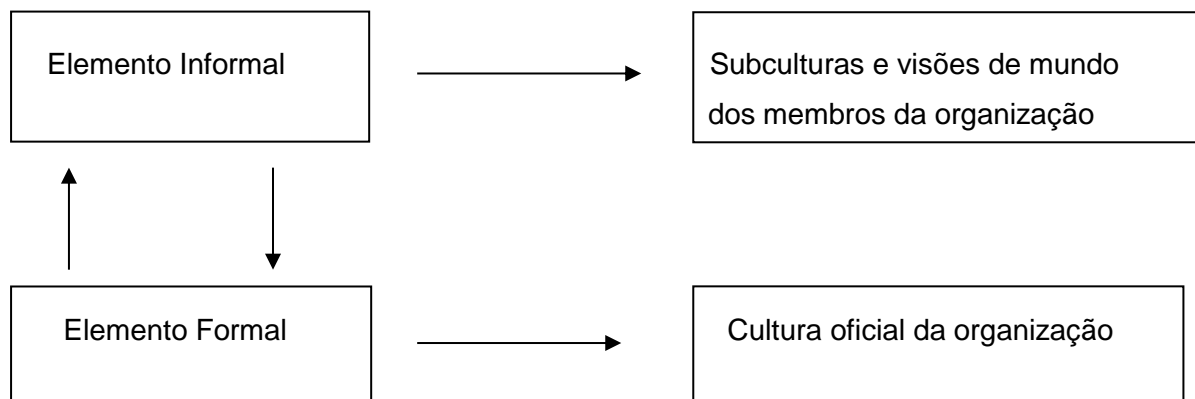 Elemento Informal
Subculturas e visões de mundo
dos membros da organização
Elemento Formal
Cultura oficial da organização